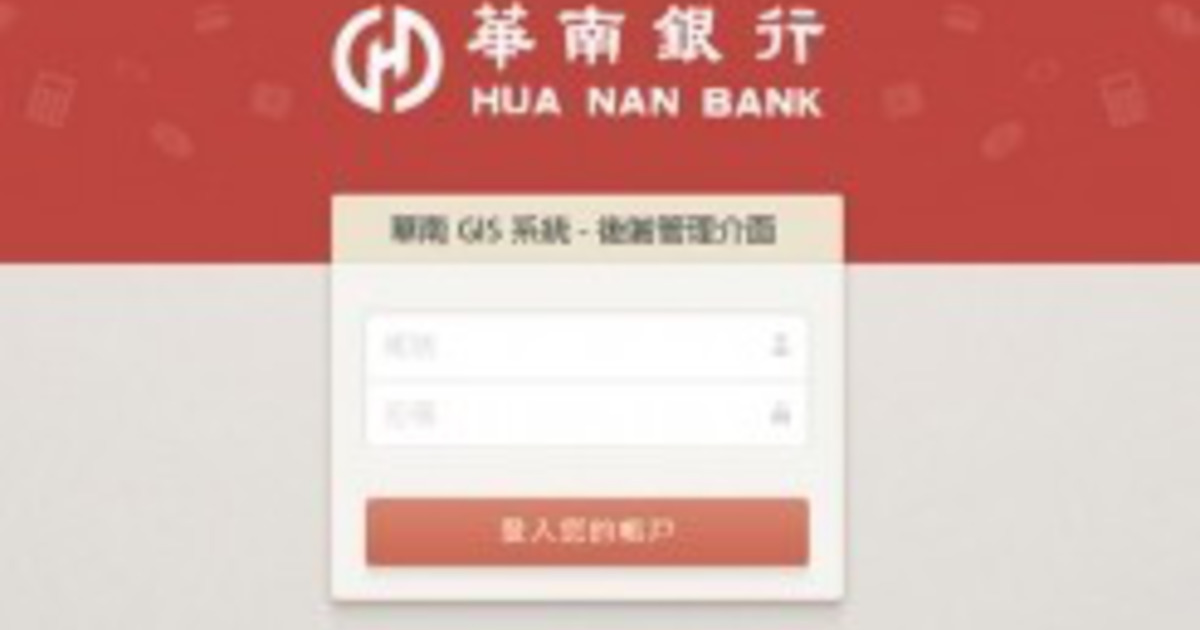 華南銀行
HUA NAN BANK
華南 GIS 系統 - 後端管理介面
帳號
密碼
登入您的帳戶